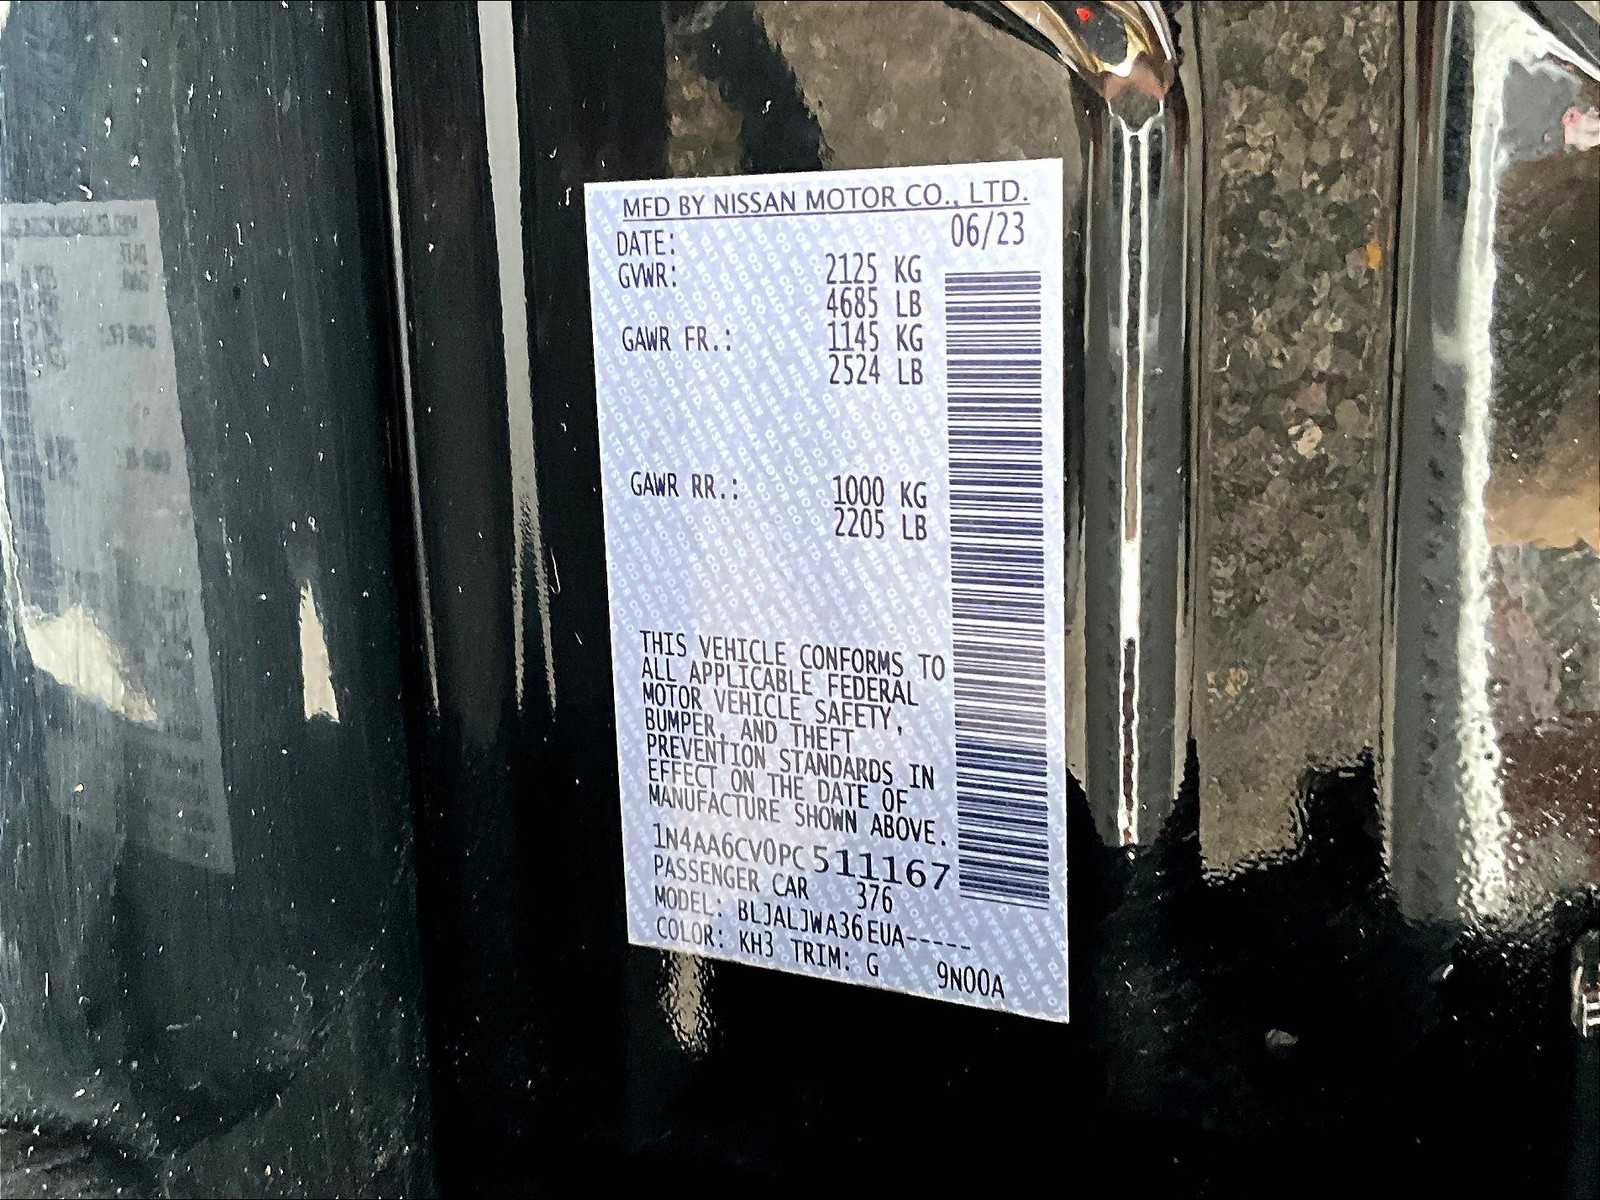 MFD BY NISSAN MOTOR CO., LTD.
DATE: 06/23
GVWR: 2125 KG
4685 LB
GAWR FR.: 1145 KG
2524 LB
GAWR RR.: 1000 KG
2205 LB
THIS VEHICLE CONFORMS TO
ALL APPLICABLE FEDERAL
MOTOR VEHICLE SAFETY,
BUMPER, AND THEFT
PREVENTION STANDARDS IN
EFFECT ON THE DATE OF
MANUFACTURE SHOWN ABOVE.
1N4AA6CV0PC511167
PASSENGER CAR 376
MODEL: BLJALJWA36EUA-----
COLOR: KH3 TRIM: G 9N00A